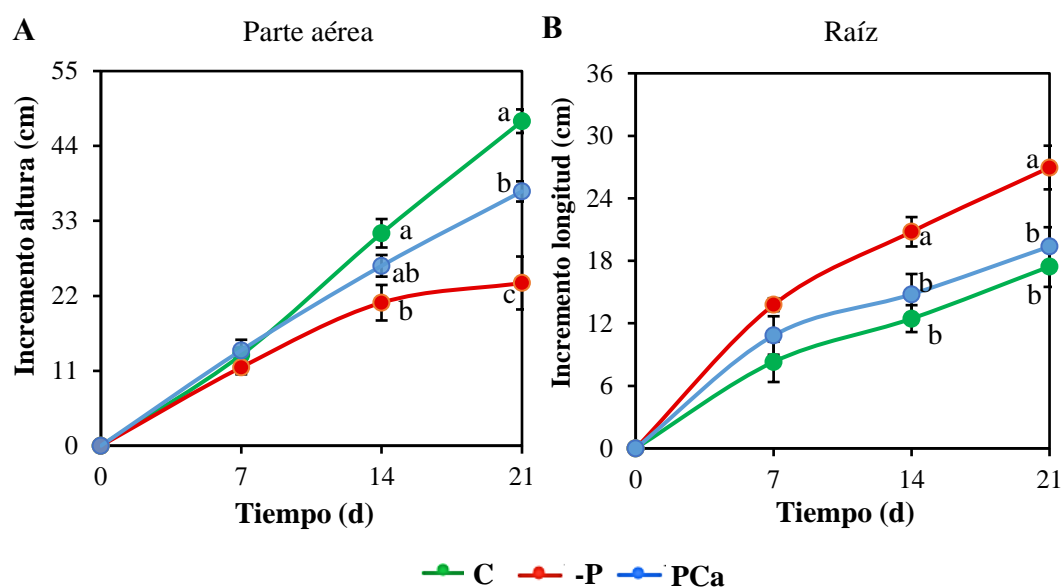 A
Parte aérea
Incremento altura (cm)
55
44
33
22
11
0
a
a
b
ab
b
c
0
7
14
21
Tiempo (d)
B
Raíz
Incremento longitud (cm)
36
30
24
18
12
6
0
a
a
b
b
b
b
0
7
14
21
Tiempo (d)
C
-P
PCa